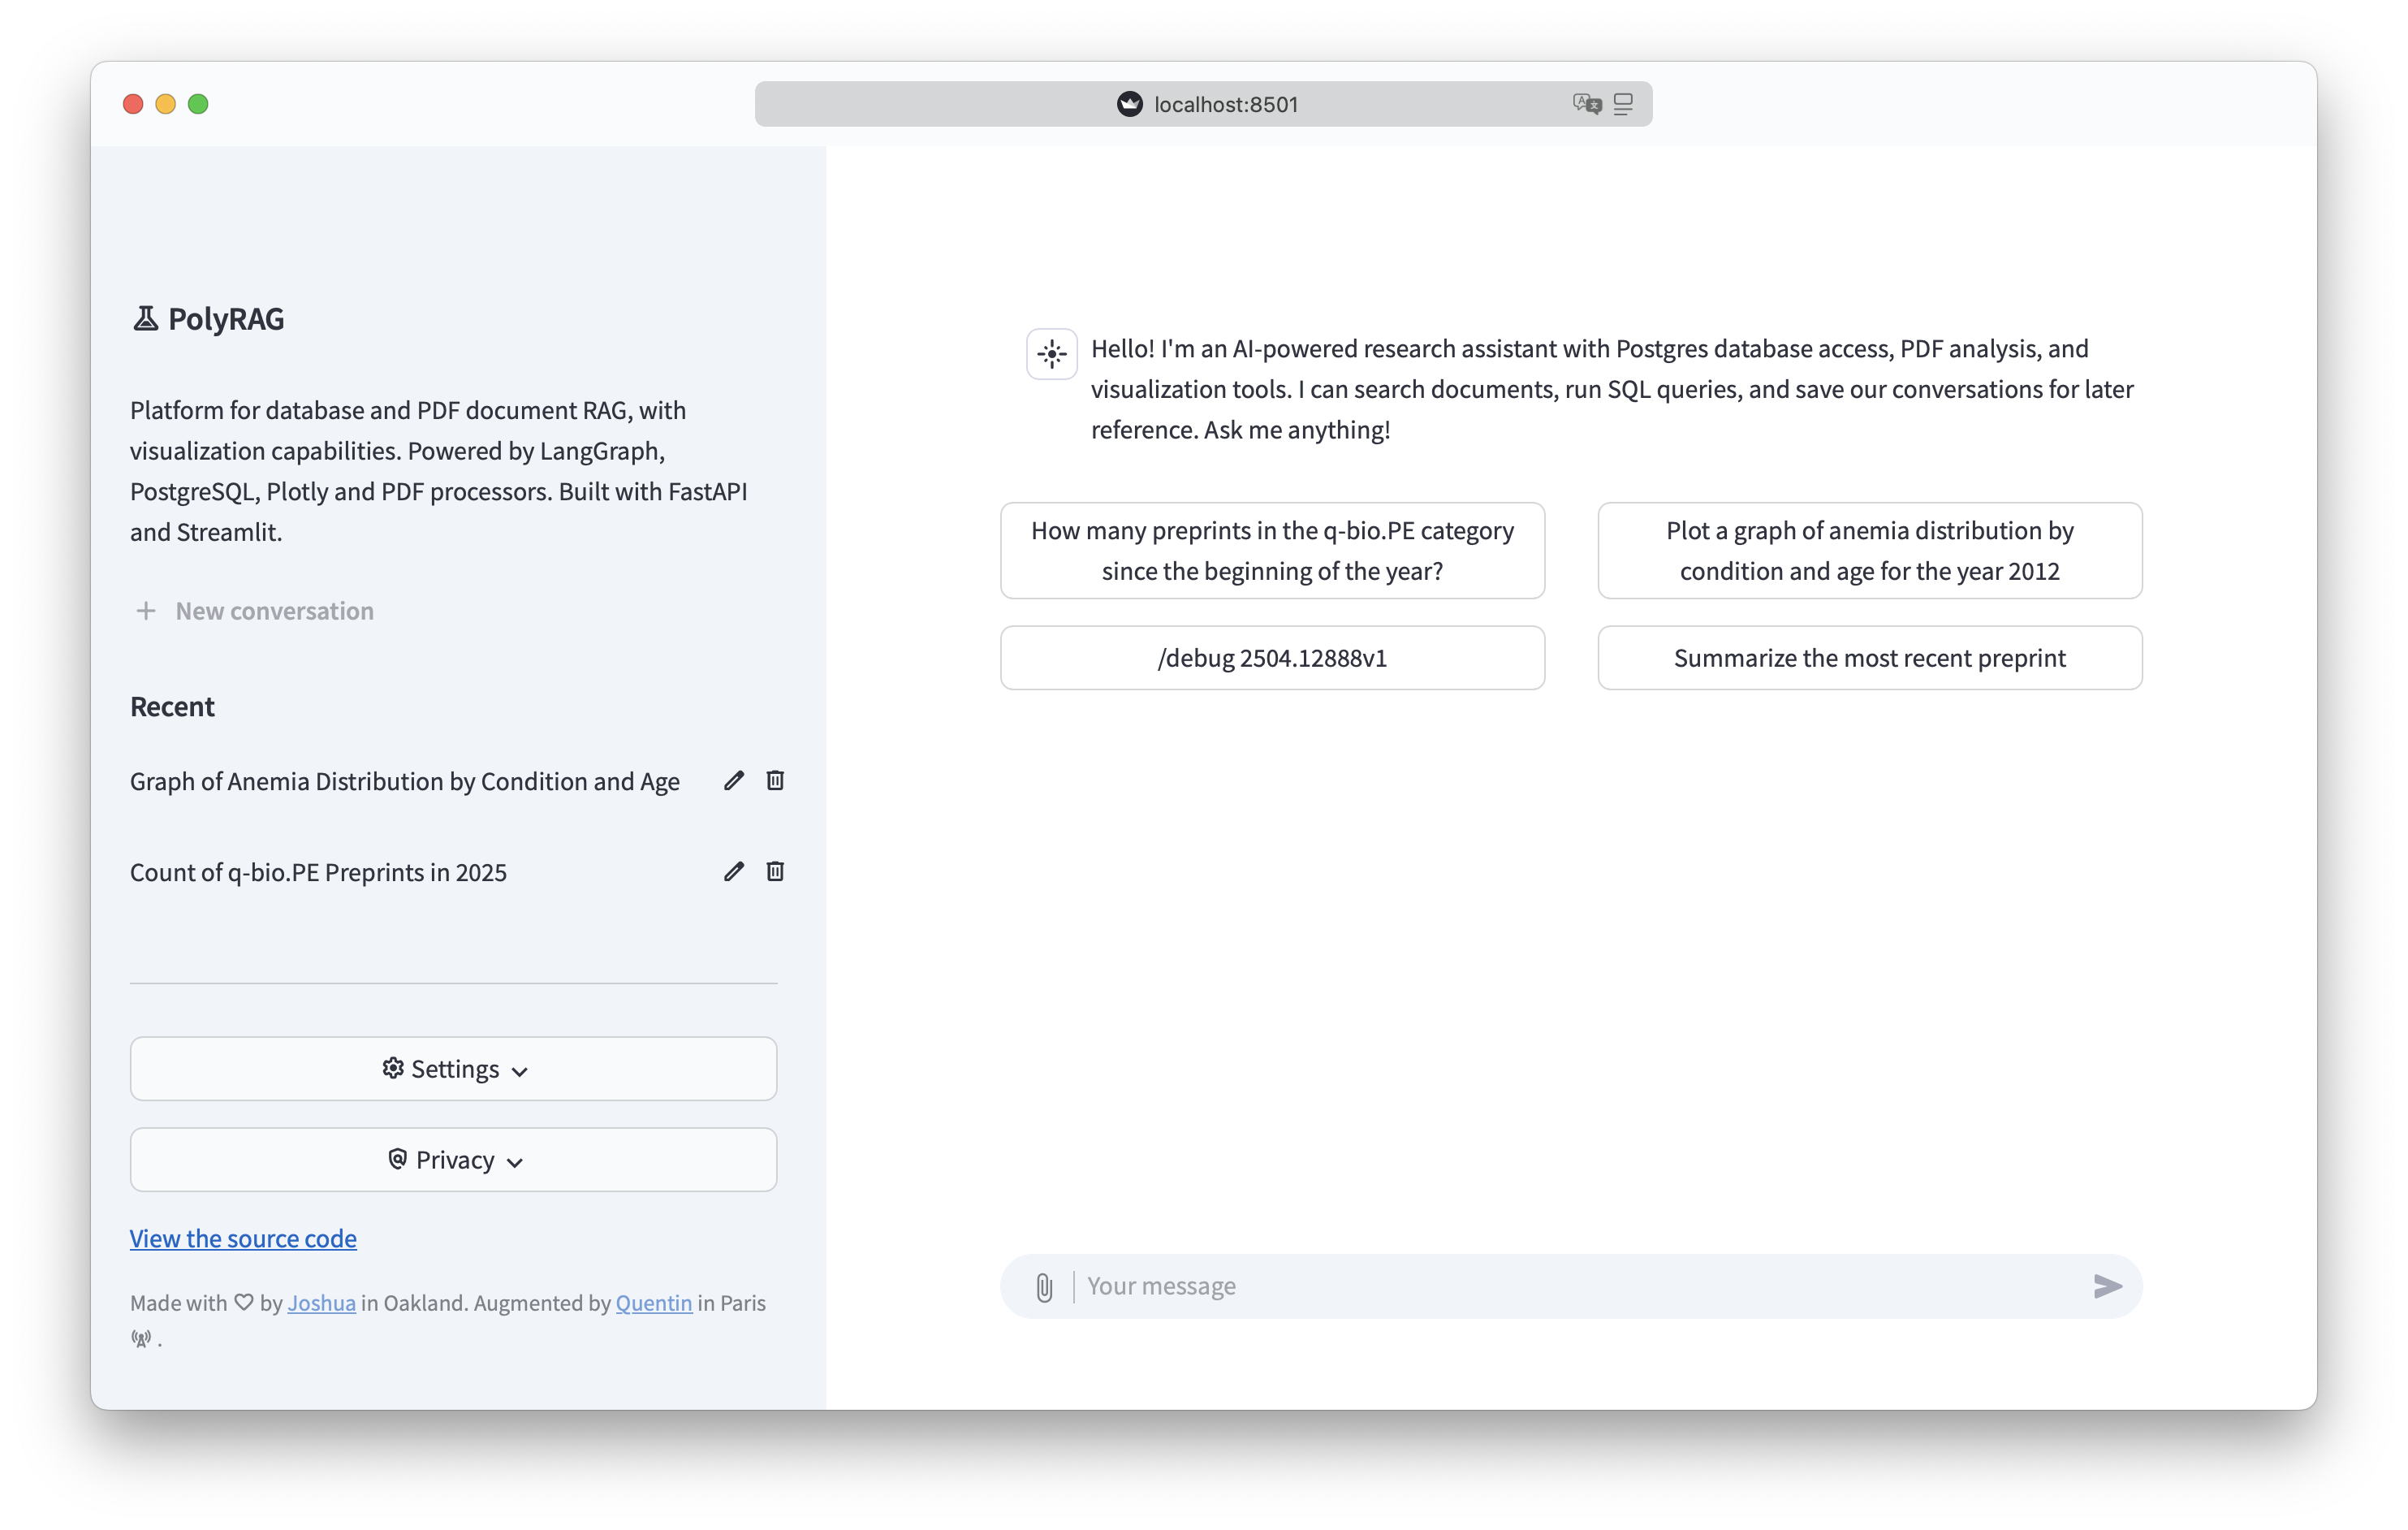 localhost:8501
PolyRAG
Platform for database and PDF document RAG, with
visualization capabilities. Powered by LangGraph,
PostgreSQL, Plotly and PDF processors. Built with FastAPI
and Streamlit.
New conversation
Recent
Graph of Anemia Distribution by Condition and Age
Count of q-bio.PE Preprints in 2025
Settings
Privacy
View the source code
Made with ♡ by Joshua in Oakland. Augmented by Quentin in Paris
.
Hello! I'm an AI-powered research assistant with Postgres database access, PDF analysis, and
visualization tools. I can search documents, run SQL queries, and save our conversations for later
reference. Ask me anything!
How many preprints in the q-bio.PE category
since the beginning of the year?
Plot a graph of anemia distribution by
condition and age for the year 2012
/debug 2504.12888v1
Summarize the most recent preprint
Your message